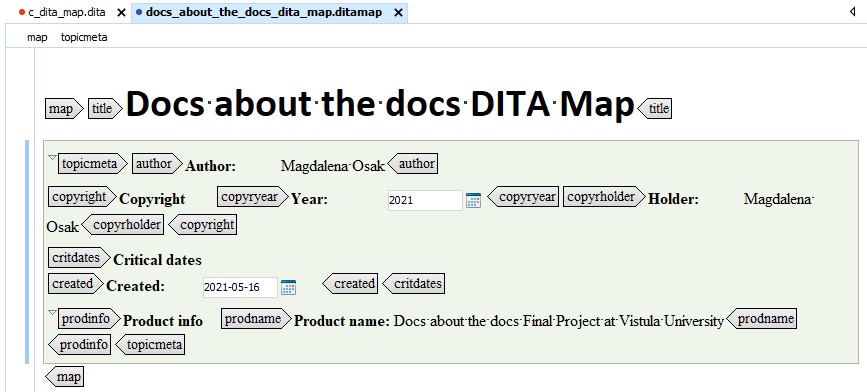 c_dita_map.dita docs_about_the_docs_dita_map.ditamap
map topicmeta
map title Docs about the docs DITA Map title
topicmeta author Author: Magdalena Osak author
copyright Copyright copyryear Year: 2021 copyryear copyrholder Holder: Magdalena
Osak copyrholder copyright
critdates Critical dates
created Created: 2021-05-16 created critdates
prodinfo Product info prodname Product name: Docs about the docs Final Project at Vistula University prodname
prodinfo topicmeta
map